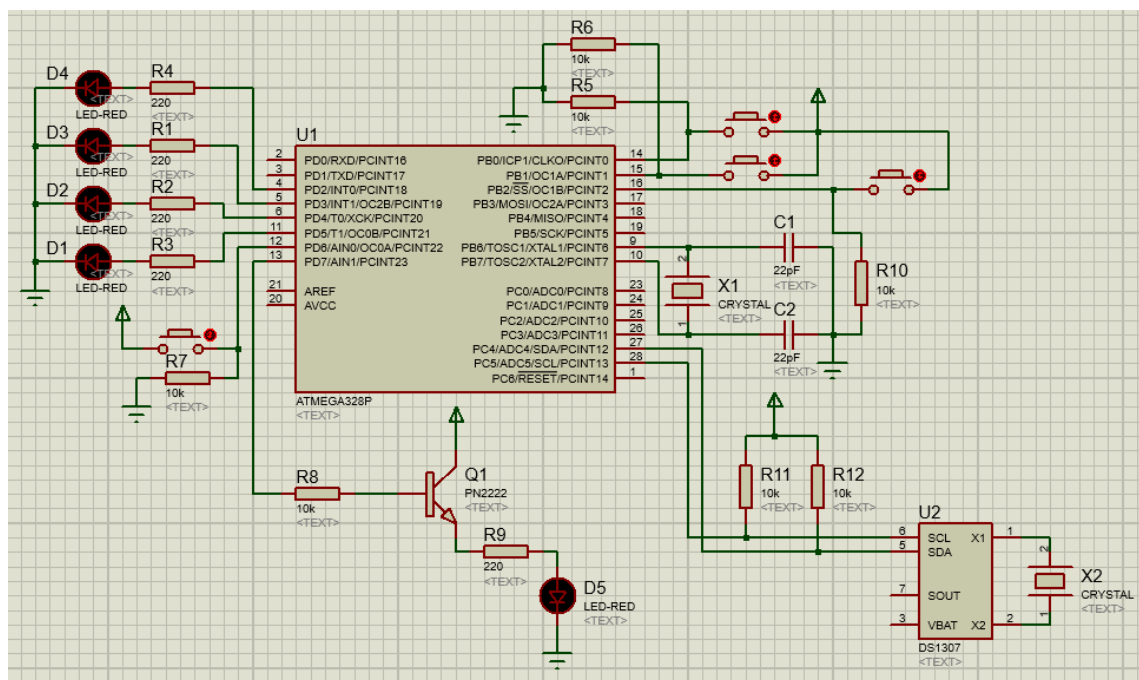 R6
10k
<TEXT>
R5
10k
<TEXT>
D4
<TEXT>
LED-RED
R4
220
<TEXT>
D3
<TEXT>
LED-RED
R1
220
<TEXT>
D2
<TEXT>
LED-RED
R2
220
<TEXT>
D1
<TEXT>
LED-RED
R3
220
<TEXT>
R7
10k
<TEXT>
U1
2 PD0/RXD/PCINT16
3 PD1/TXD/PCINT17
4 PD2/INT0/PCINT18
5 PD3/INT1/OC2B/PCINT19
6 PD4/T0/XCK/PCINT20
11 PD5/T1/OC0B/PCINT21
12 PD6/AIN0/OC0A/PCINT22
13 PD7/AIN1/PCINT23
21 AREF
20 AVCC
PB0/ICP1/CLKO/PCINT0 14
PB1/OC1A/PCINT1 15
PB2/SS/OC1B/PCINT2 16
PB3/MOSI/OC2A/PCINT3 17
PB4/MISO/PCINT4 18
PB5/SCK/PCINT5 19
PB6/TOSC1/XTAL1/PCINT6 9
PB7/TOSC2/XTAL2/PCINT7 10
PC0/ADC0/PCINT8 23
PC1/ADC1/PCINT9 24
PC2/ADC2/PCINT10 25
PC3/ADC3/PCINT11 26
PC4/ADC4/SDA/PCINT12 27
PC5/ADC5/SCL/PCINT13 28
PC6/RESET/PCINT14 1
ATMEGA328P
<TEXT>
C1
22pF
<TEXT>
2
X1
CRYSTAL
<TEXT>
1
C2
22pF
<TEXT>
R10
10k
<TEXT>
R8
10k
<TEXT>
Q1
PN2222
<TEXT>
R9
220
<TEXT>
D5
LED-RED
<TEXT>
R11
10k
<TEXT>
R12
10k
<TEXT>
U2
6 SCL X1 1
5 SDA
7 SOUT
3 VBAT X2 2
DS1307
<TEXT>
2
X2
CRYSTAL
<TEXT>
1